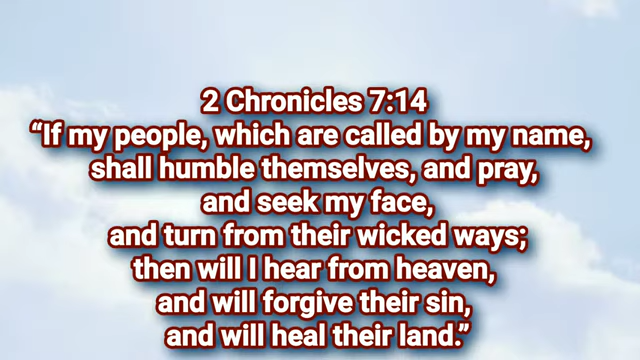 2 Chronicles 7:14
“If my people, which are called by my name,
shall humble themselves, and pray,
and seek my face,
and turn from their wicked ways;
then will I hear from heaven,
and will forgive their sin,
and will heal their land.”